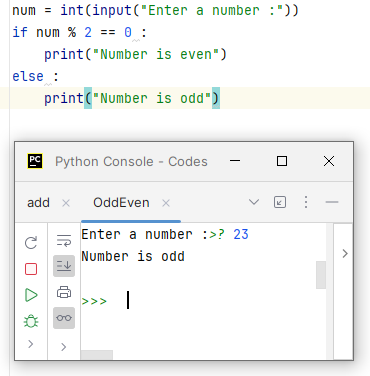 num = int(input("Enter a number :"))
if num % 2 == 0 :
    print("Number is even")
else :
    print("Number is odd")
PC Python Console - Codes
add OddEven
Enter a number :>? 23
Number is odd
>>>